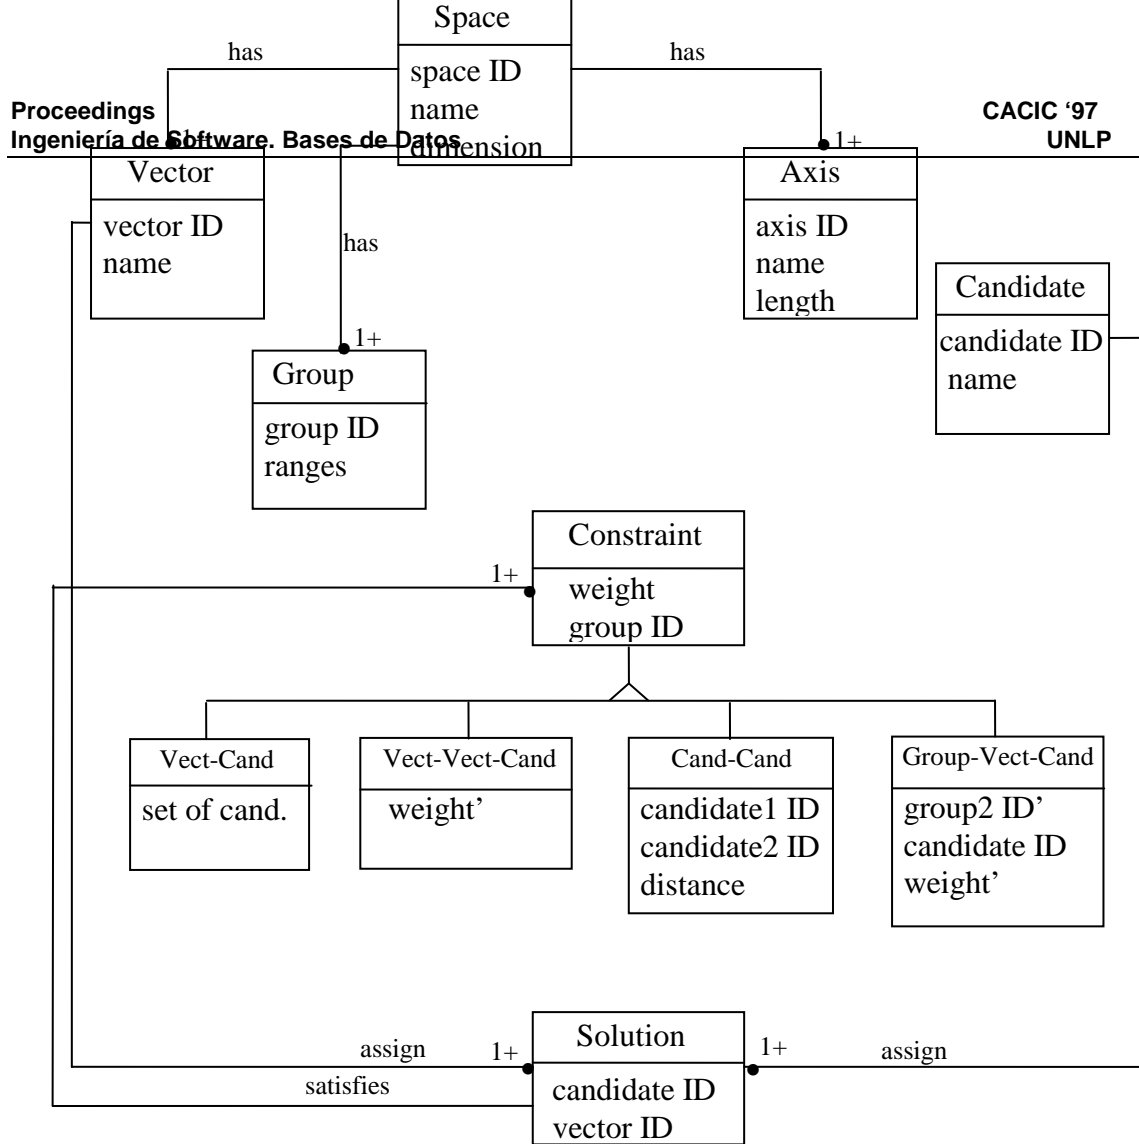 Space
has
has
space ID
name
dimension
Proceedings
CACIC ‘97
Ingeniería de Software. Bases de Datos
UNLP
1+
1+
Vector
vector ID
name
has
Axis
axis ID
name
length
Candidate
candidate ID
name
1+
Group
group ID
ranges
Constraint
1+
weight
group ID
Vect-Cand
set of cand.
Vect-Vect-Cand
weight’
Cand-Cand
candidate1 ID
candidate2 ID
distance
Group-Vect-Cand
group2 ID’
candidate ID
weight’
Solution
assign
1+
1+
assign
satisfies
candidate ID
vector ID